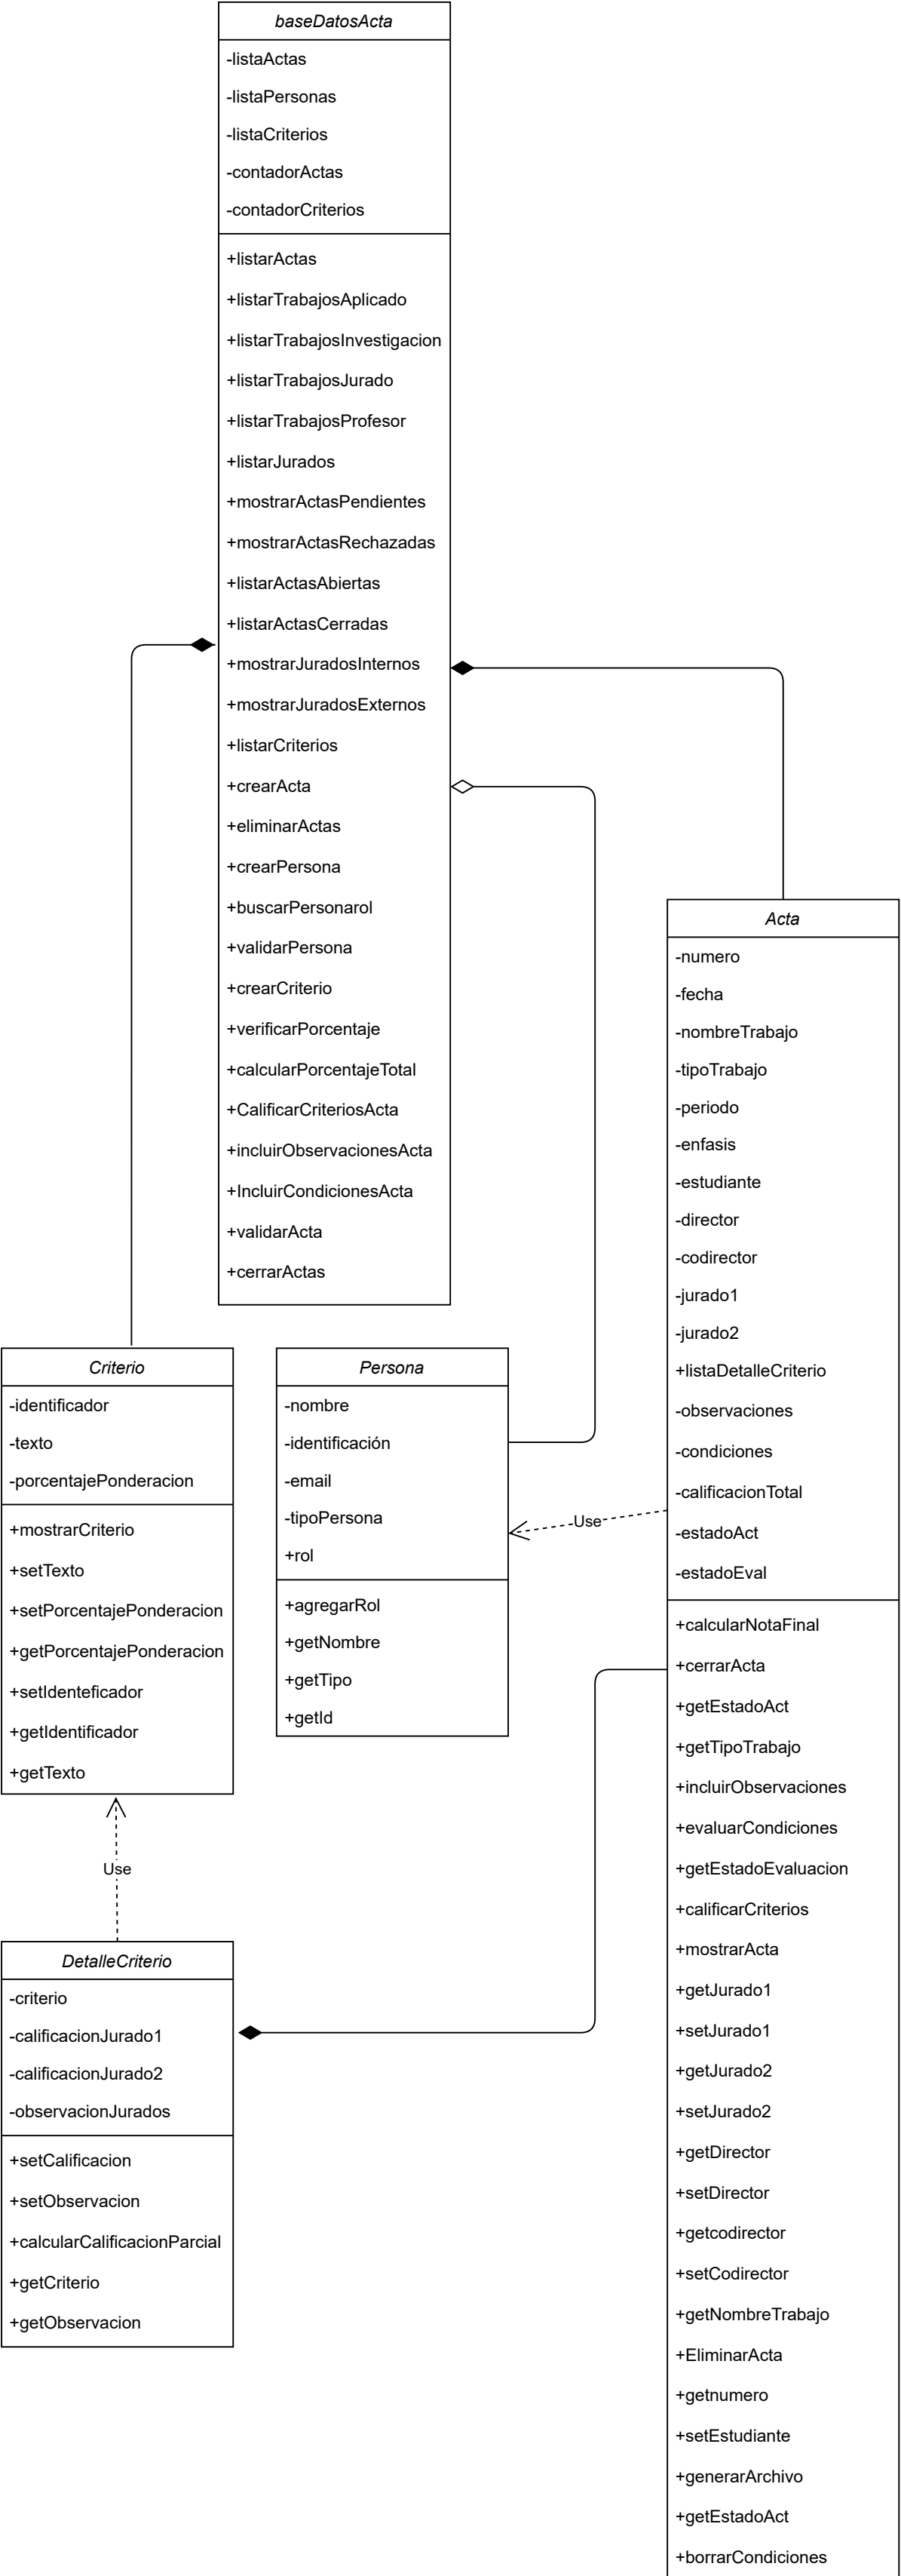 baseDatosActa
-listaActas
-listaPersonas
-listaCriterios
-contadorActas
-contadorCriterios
+listarActas
+listarTrabajosAplicado
+listarTrabajosInvestigacion
+listarTrabajosJurado
+listarTrabajosProfesor
+listarJurados
+mostrarActasPendientes
+mostrarActasRechazadas
+listarActasAbiertas
+listarActasCerradas
+mostrarJuradosInternos
+mostrarJuradosExternos
+listarCriterios
+crearActa
+eliminarActas
+crearPersona
+buscarPersonarol
+validarPersona
+crearCriterio
+verificarPorcentaje
+calcularPorcentajeTotal
+CalificarCriteriosActa
+incluirObservacionesActa
+IncluirCondicionesActa
+validarActa
+cerrarActas
Criterio
-identificador
-texto
-porcentajePonderacion
+mostrarCriterio
+setTexto
+setPorcentajePonderacion
+getPorcentajePonderacion
+setIdenteficador
+getIdentificador
+getTexto
Use
Persona
-nombre
-identificación
-email
-tipoPersona
+rol
+agregarRol
+getNombre
+getTipo
+getId
Use
DetalleCriterio
-criterio
-calificacionJurado1
-calificacionJurado2
-observacionJurados
+setCalificacion
+setObservacion
+calcularCalificacionParcial
+getCriterio
+getObservacion
Acta
-numero
-fecha
-nombreTrabajo
-tipoTrabajo
-periodo
-enfasis
-estudiante
-director
-codirector
-jurado1
-jurado2
+listaDetalleCriterio
-observaciones
-condiciones
-calificacionTotal
-estadoAct
-estadoEval
+calcularNotaFinal
+cerrarActa
+getEstadoAct
+getTipoTrabajo
+incluirObservaciones
+evaluarCondiciones
+getEstadoEvaluacion
+calificarCriterios
+mostrarActa
+getJurado1
+setJurado1
+getJurado2
+setJurado2
+getDirector
+setDirector
+getcodirector
+setCodirector
+getNombreTrabajo
+EliminarActa
+getnumero
+setEstudiante
+generarArchivo
+getEstadoAct
+borrarCondiciones